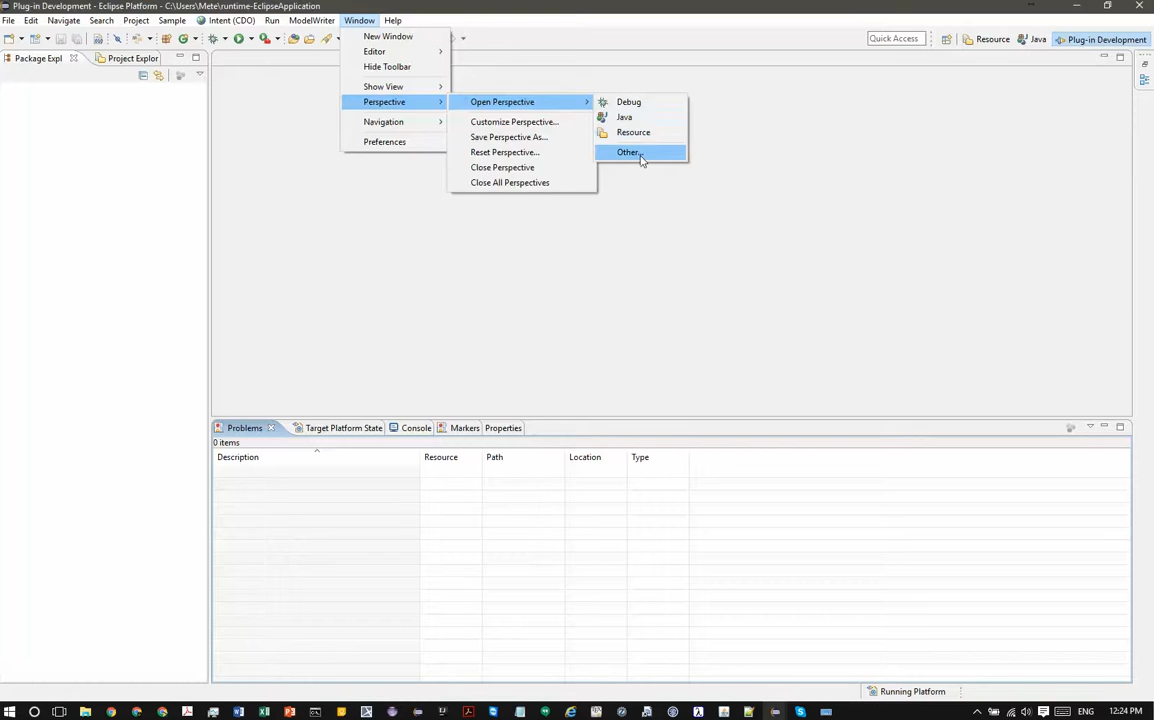 Plug-in Development - Eclipse Platform - C:\Users\Mete\runtime-EclipseApplication
File Edit Navigate Search Project Sample Intent (CDO) Run ModelWriter Window Help
Quick Access Resource Java Plug-in Development
Package Expl Project Explor
New Window
Editor
Hide Toolbar
Show View
Perspective
Navigation
Preferences
Open Perspective
Customize Perspective...
Save Perspective As...
Reset Perspective...
Close Perspective
Close All Perspectives
Debug
Java
Resource
Other...
Problems Target Platform State Console Markers Properties
0 items
Description Resource Path Location Type
Running Platform
ENG 12:24 PM